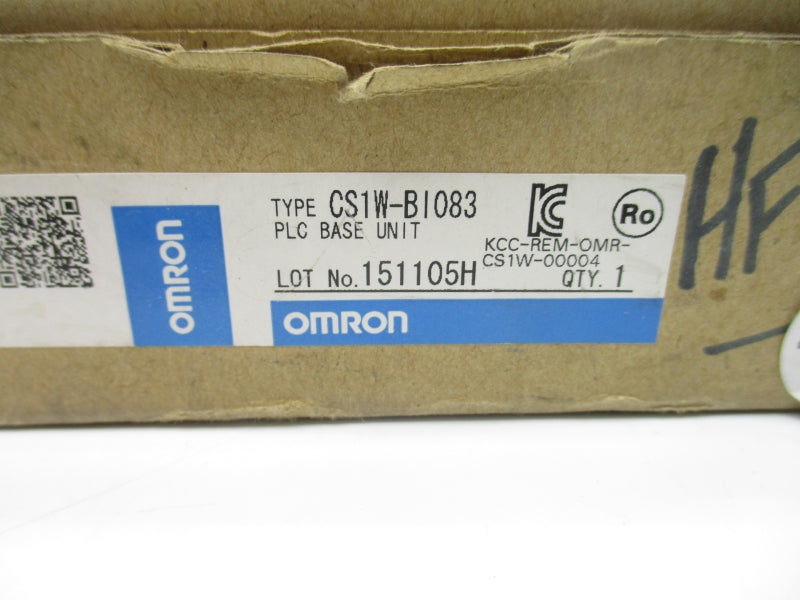 OMRON
TYPE CS1W-BI083
PLC BASE UNIT
KCC-REM-OMR-
CS1W-00004
LOT No. 151105H QTY. 1
OMRON
Ro
HF